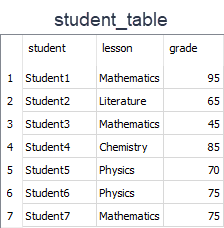 student_table
student lesson grade
1 Student1 Mathematics 95
2 Student2 Literature 65
3 Student3 Mathematics 45
4 Student4 Chemistry 85
5 Student5 Physics 70
6 Student6 Physics 75
7 Student7 Mathematics 75